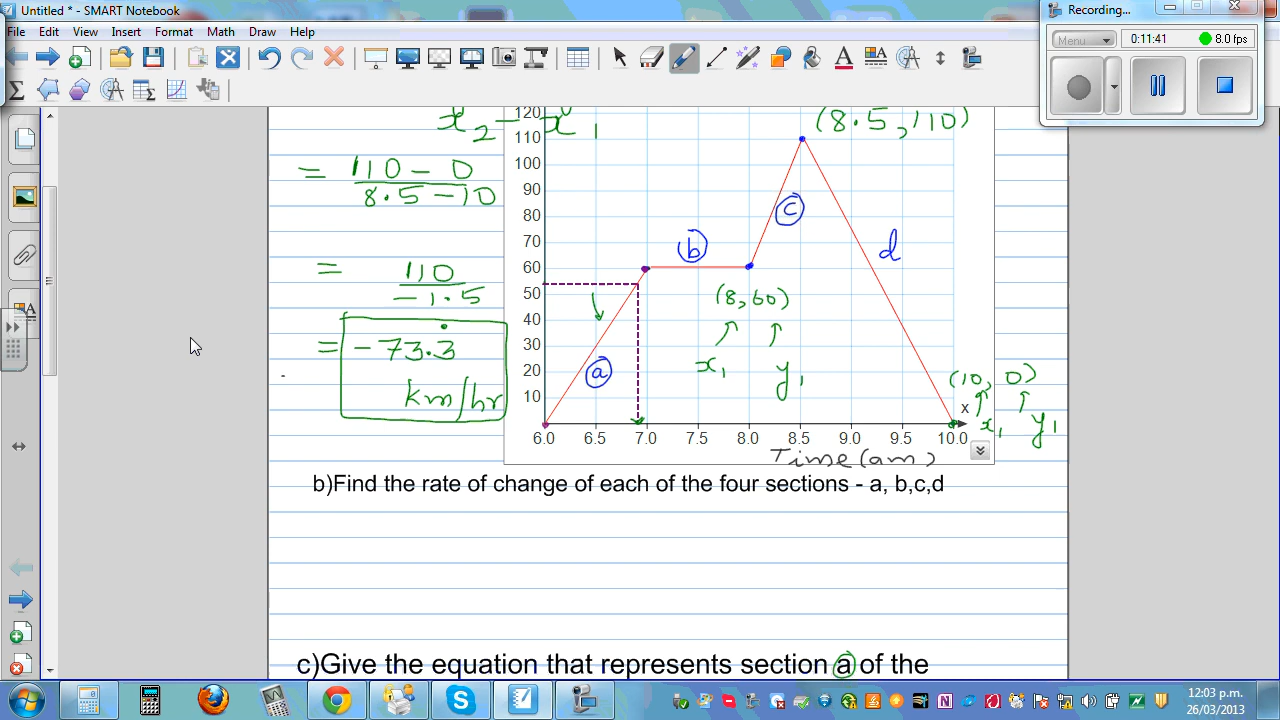 Untitled * - SMART Notebook
Recording...
File Edit View Insert Format Math Draw Help
Menu
0:11:41
8.0 fps
x₂ - x₁
= 110 - 0
8.5 - 10
= 110
-1.5
= -73.3̇
km/hr
120
110
100
90
80
70
60
50
40
30
20
10
6.0 6.5 7.0 7.5 8.0 8.5 9.0 9.5 10.0
x
Time (am)
(8.5, 110)
c
b
d
(8, 60)
x₁ y₁
a
(10, 0)
x₁ y₁
b)Find the rate of change of each of the four sections - a, b,c,d
c)Give the equation that represents section a of the
12:03 p.m.
26/03/2013